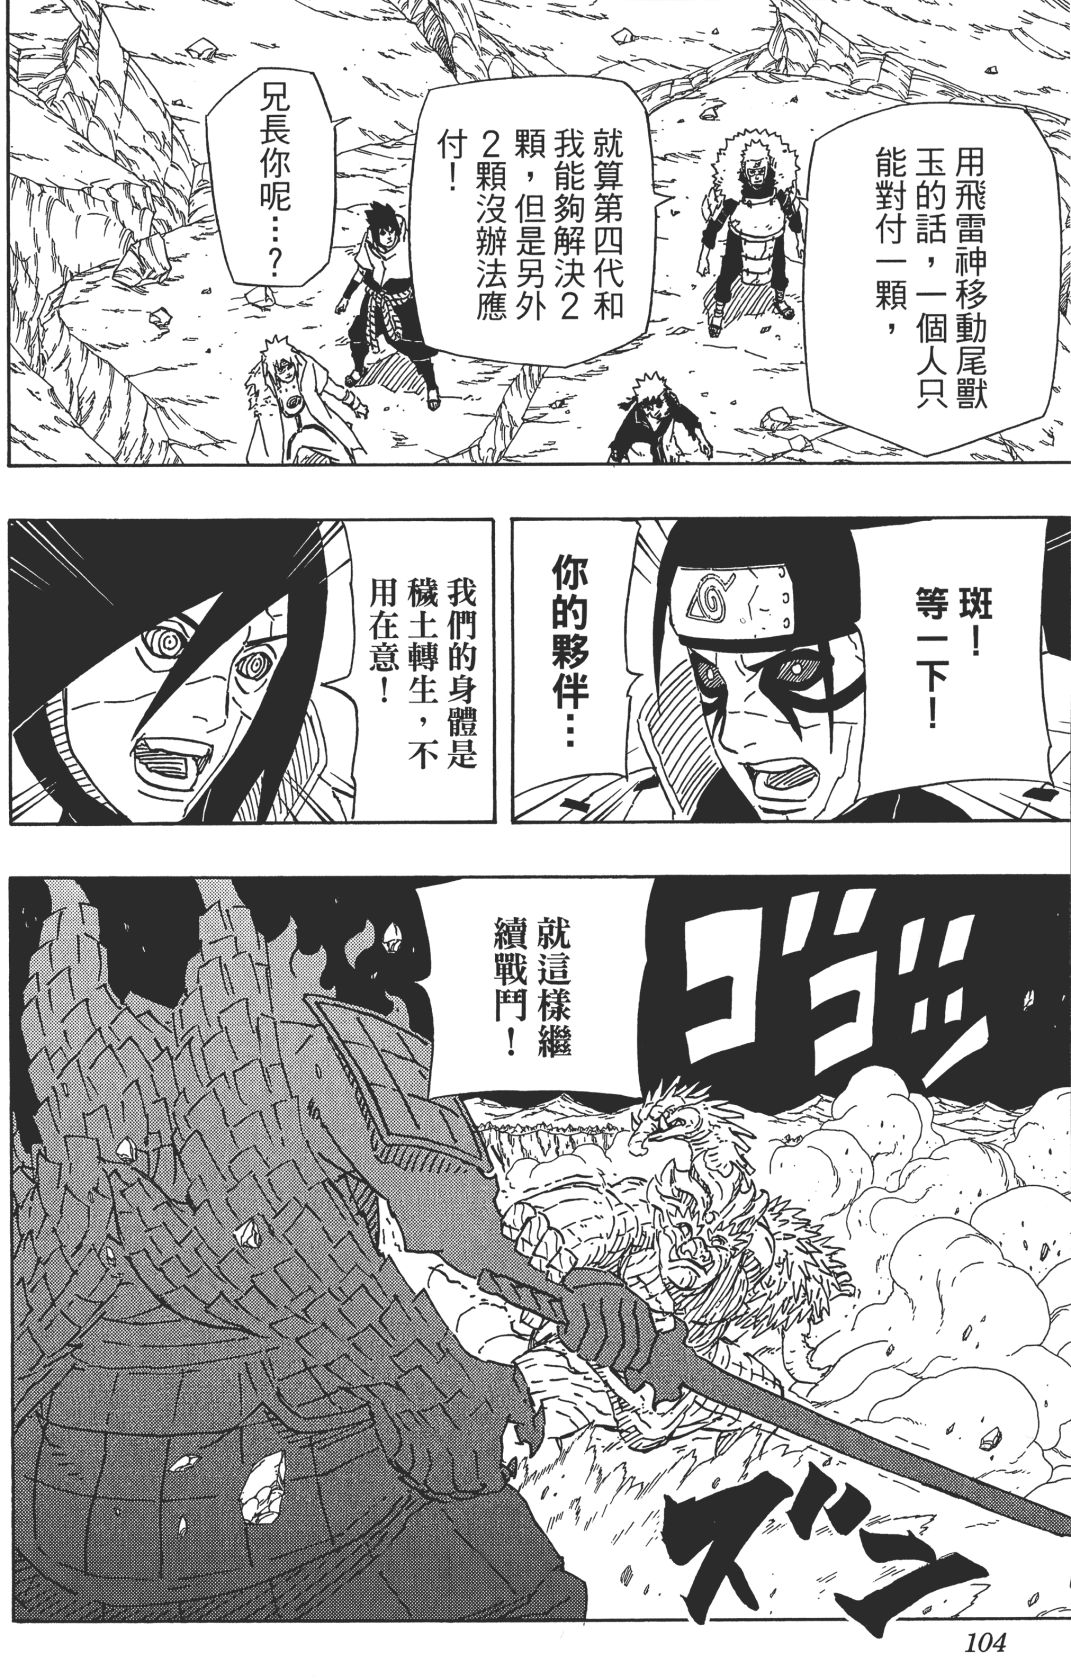 用飛雷神移動尾獸
玉的話，一個人只
能對付一顆，
就算第四代和
我能夠解決2
顆，但是另外
2顆沒辦法應
付！
兄長你呢…？
斑！
等一下！
你的夥伴…
我們的身體是
穢土轉生，不
用在意！
ゴゴゴ
就這樣繼
續戰鬥！
ズン
104